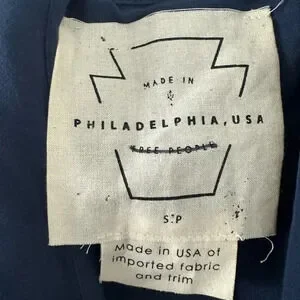 MADE IN
PHILADELPHIA, USA
FREE PEOPLE
S.P
Made in USA of
imported fabric
and trim